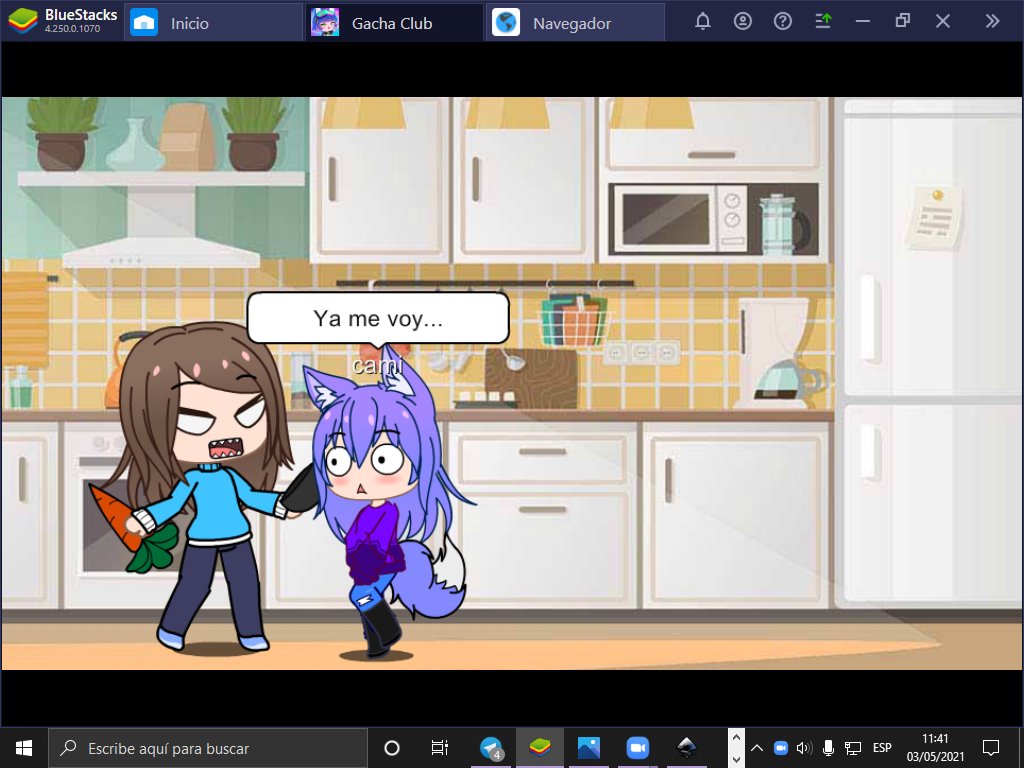 BlueStacks
4.250.0.1070
Inicio
Gacha Club
Navegador
Ya me voy...
cami
Escribe aquí para buscar
4
ESP
11:41
03/05/2021